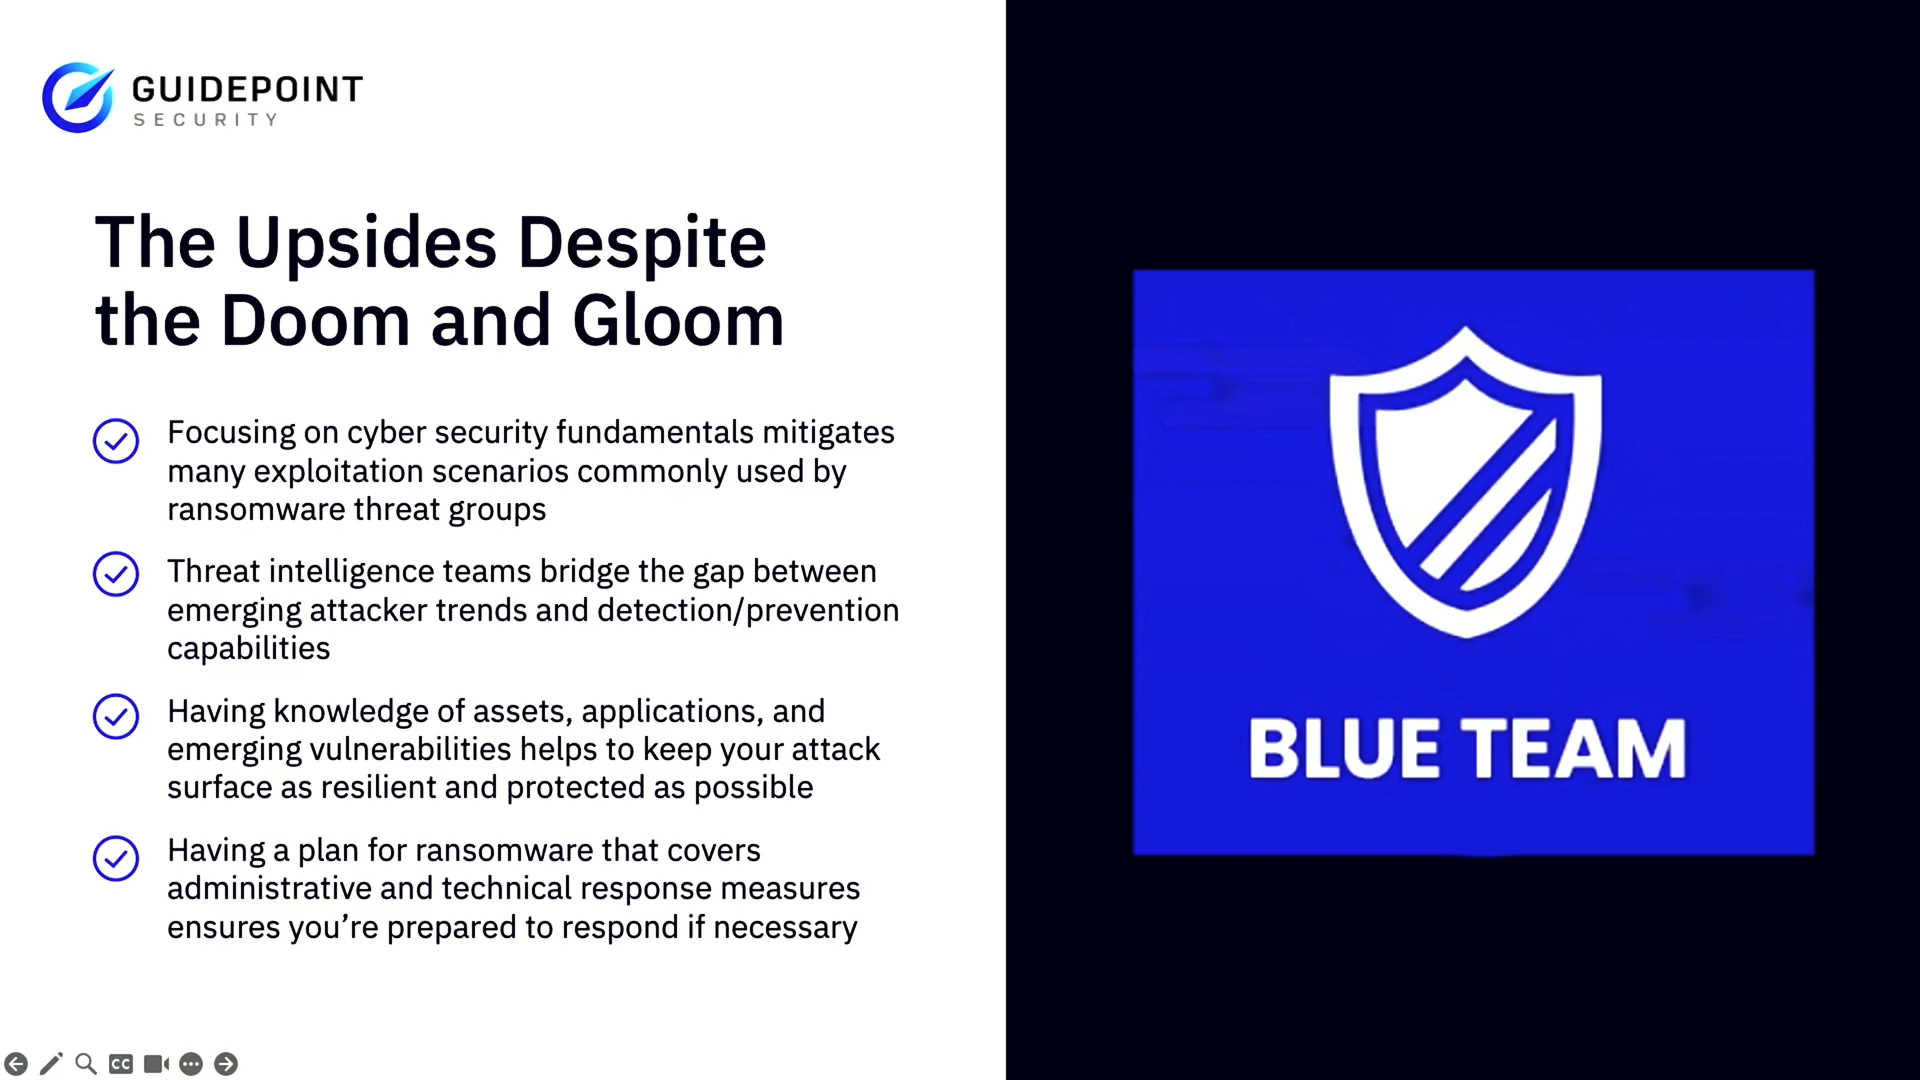 GUIDEPOINT
SECURITY
The Upsides Despite
the Doom and Gloom
Focusing on cyber security fundamentals mitigates
many exploitation scenarios commonly used by
ransomware threat groups
Threat intelligence teams bridge the gap between
emerging attacker trends and detection/prevention
capabilities
Having knowledge of assets, applications, and
emerging vulnerabilities helps to keep your attack
surface as resilient and protected as possible
Having a plan for ransomware that covers
administrative and technical response measures
ensures you’re prepared to respond if necessary
BLUE TEAM
CC